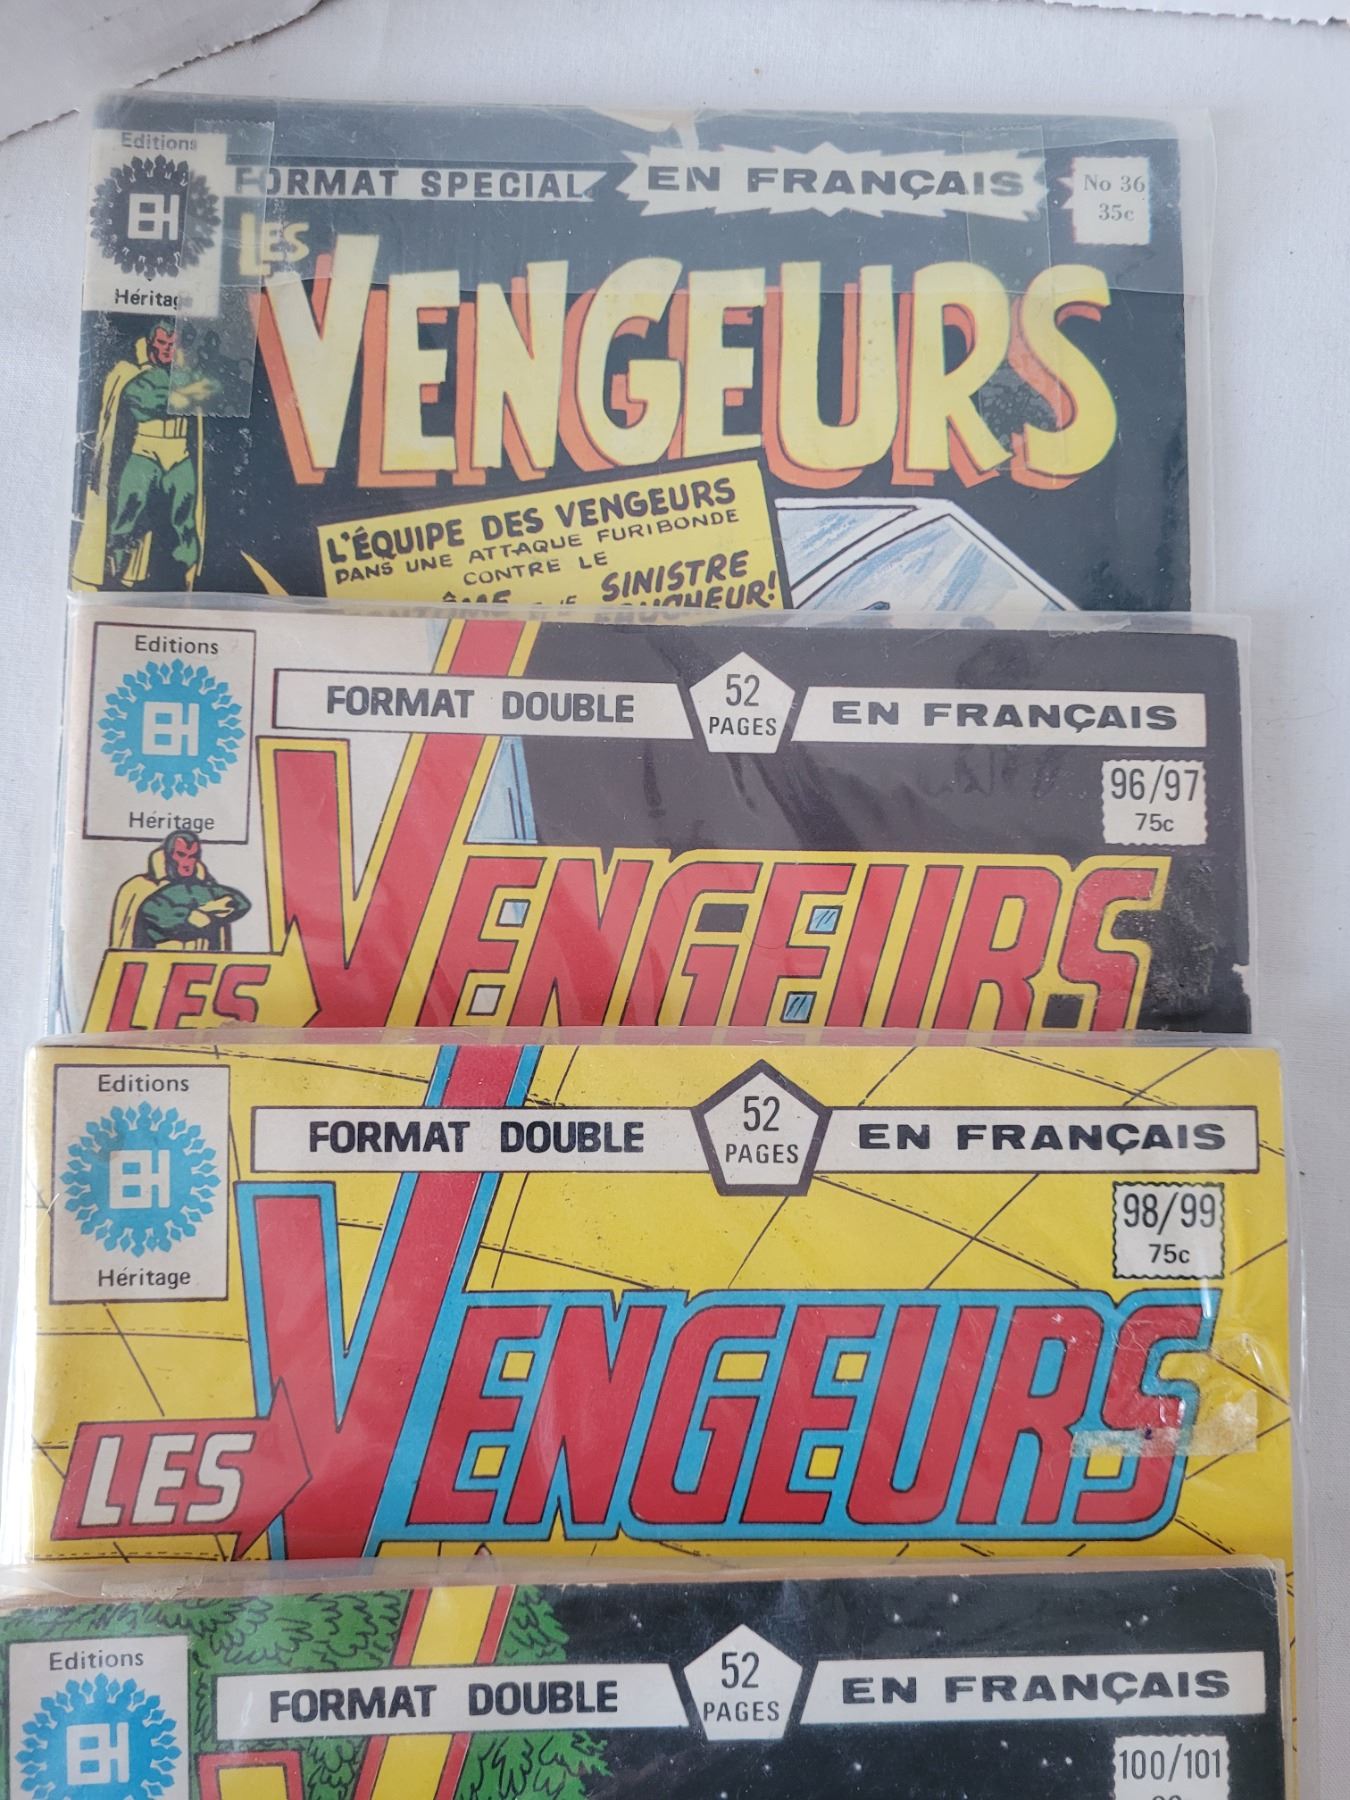 Editions
EH
Héritage
FORMAT SPECIAL
EN FRANÇAIS
No 36
35c
LES
VENGEURS
L'ÉQUIPE DES VENGEURS
DANS UNE ATTAQUE FURIBONDE
CONTRE LE
SINISTRE
Editions
EH
Héritage
FORMAT DOUBLE
52
PAGES
EN FRANÇAIS
96/97
75c
LES
VENGEURS
Editions
EH
Héritage
FORMAT DOUBLE
52
PAGES
EN FRANÇAIS
98/99
75c
LES
VENGEURS
Editions
EH
FORMAT DOUBLE
52
PAGES
EN FRANÇAIS
100/101